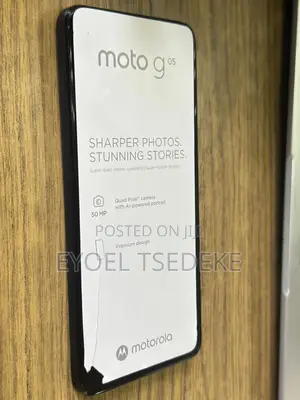 moto g 05
SHARPER PHOTOS.
STUNNING STORIES.
50 MP
Quad Pixel camera
with AI-powered portrait
POSTED ON JIJI
EYOEL TSEDEKE
Premium design
motorola